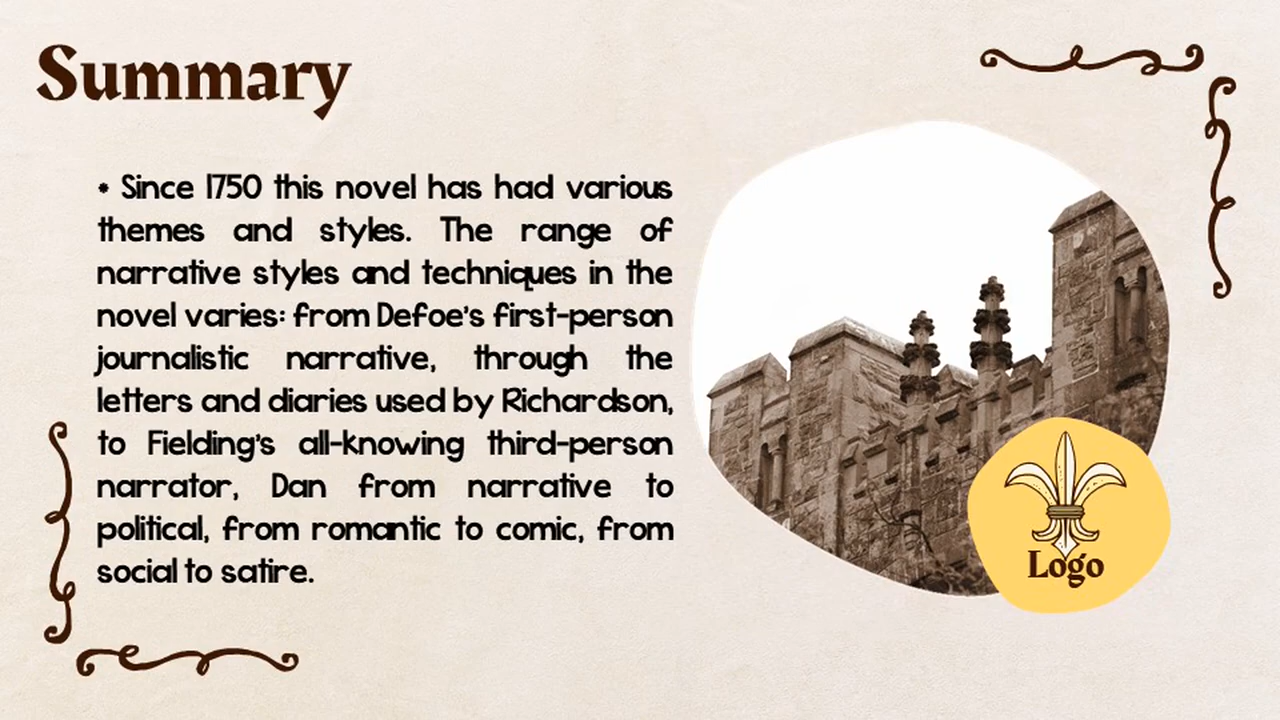 Summary
• Since 1750 this novel has had various
themes and styles. The range of
narrative styles and techniques in the
novel varies: from Defoe's first-person
journalistic narrative, through the
letters and diaries used by Richardson,
to Fielding's all-knowing third-person
narrator, Dan from narrative to
political, from romantic to comic, from
social to satire.
Logo